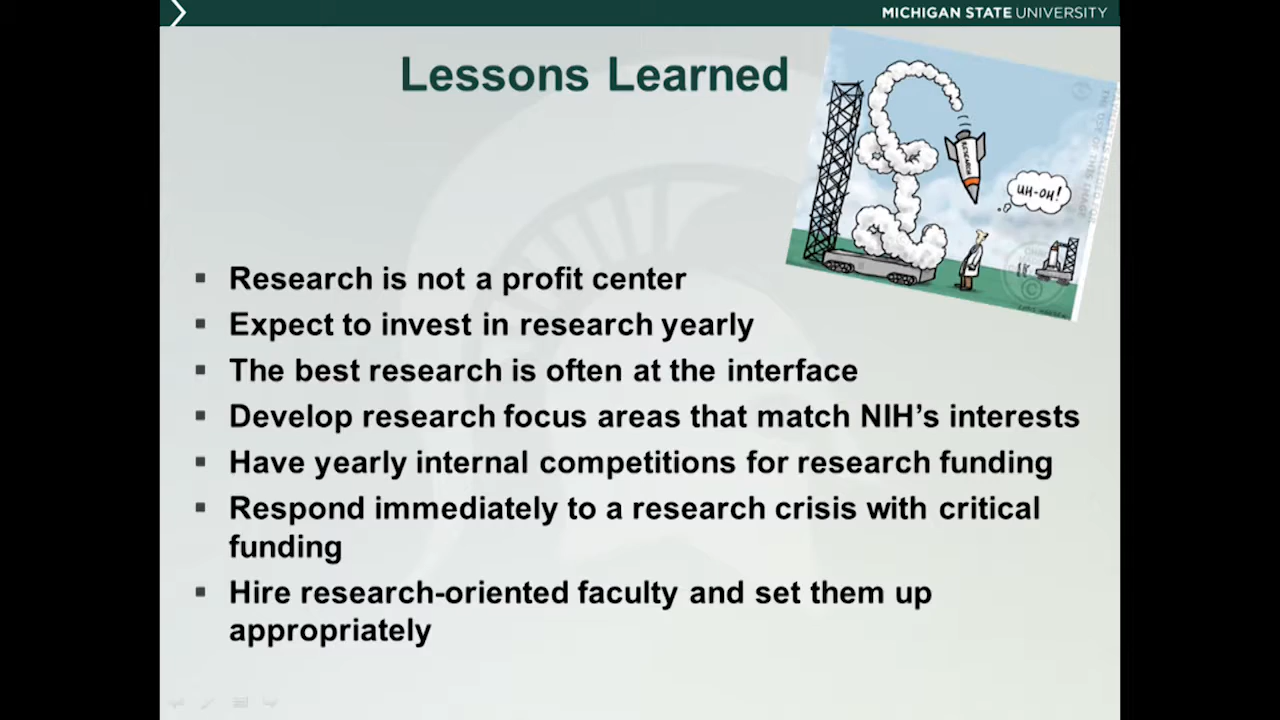 MICHIGAN STATE UNIVERSITY
Lessons Learned
RESEARCH
UH-OH!
Research is not a profit center
Expect to invest in research yearly
The best research is often at the interface
Develop research focus areas that match NIH’s interests
Have yearly internal competitions for research funding
Respond immediately to a research crisis with critical
funding
Hire research-oriented faculty and set them up
appropriately